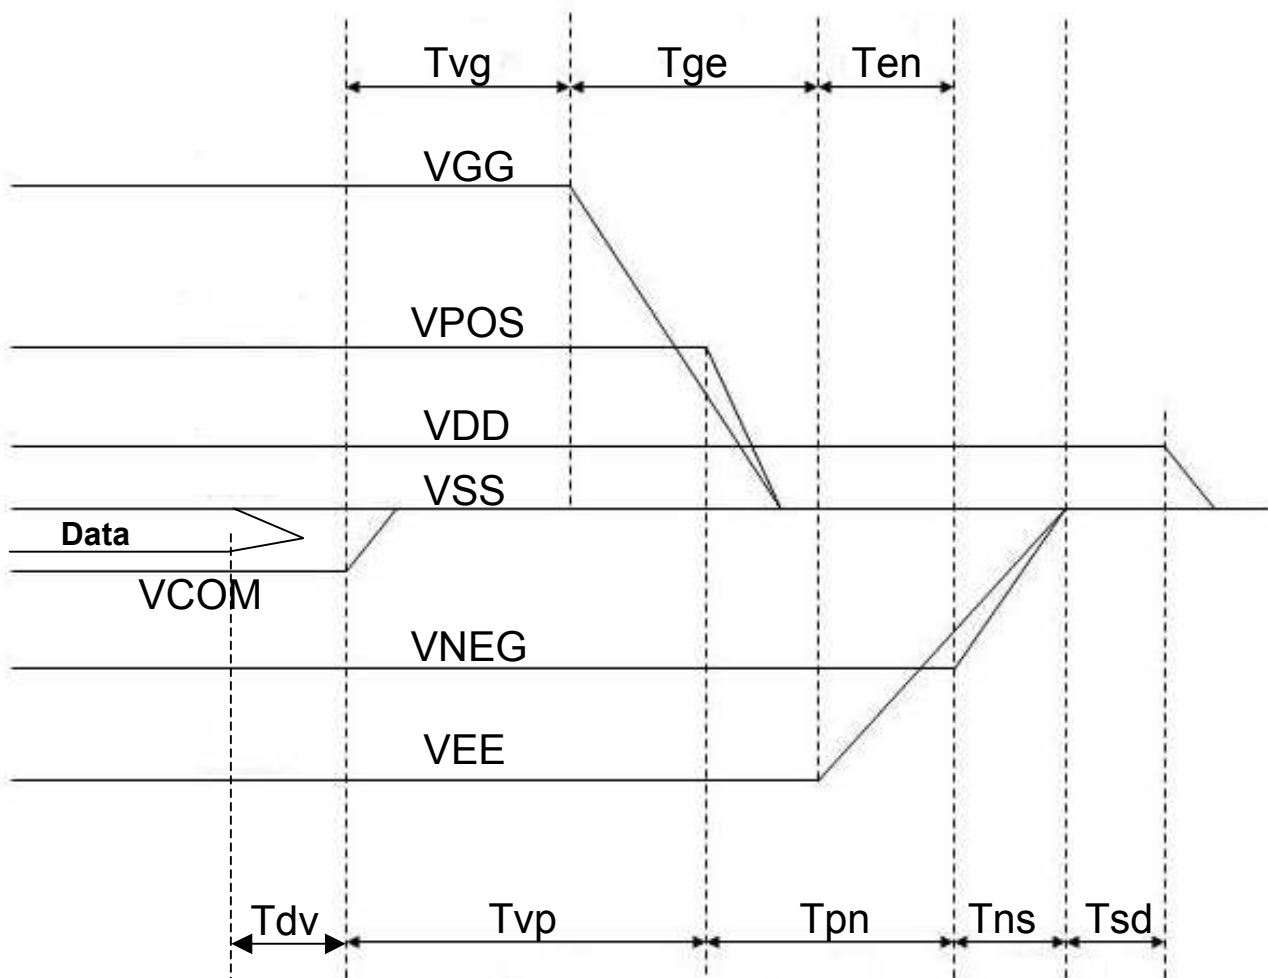 Tvg Tge Ten
VGG
VPOS
VDD
VSS
Data
VCOM
VNEG
VEE
Tdv Tvp Tpn Tns Tsd